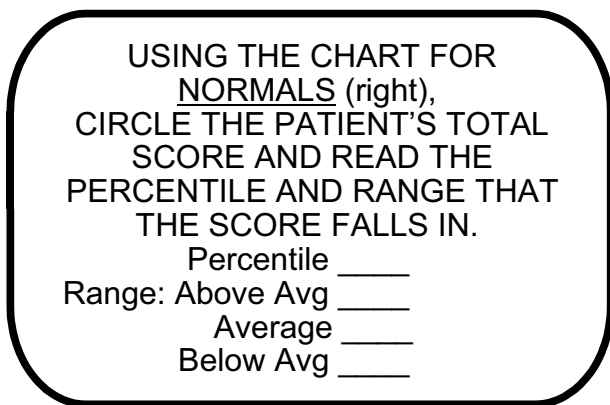 USING THE CHART FOR
NORMALS (right),
CIRCLE THE PATIENT’S TOTAL
SCORE AND READ THE
PERCENTILE AND RANGE THAT
THE SCORE FALLS IN.
Percentile ____
Range: Above Avg ____
Average ____
Below Avg ____